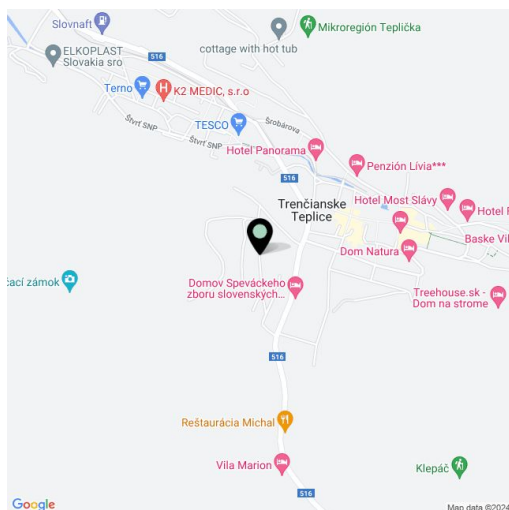 Slovnaft
Mikroregión Teplička
ELKOPLAST
Slovakia sro
cottage with hot tub
Terno
K2 MEDIC, s.r.o
TESCO
Šrobárova
Štvrť SNP
Štvrť SNP
Hotel Panorama
516
Penzión Lívia***
Trenčianske
Teplice
Hotel Most Slávy
Hotel
Baske Vil
Dom Natura
čací zámok
Domov Speváckeho
zboru slovenských...
Treehouse.sk -
Dom na strome
516
Reštaurácia Michal
Vila Marion
Klepáč
516
Google
Map data ©2024